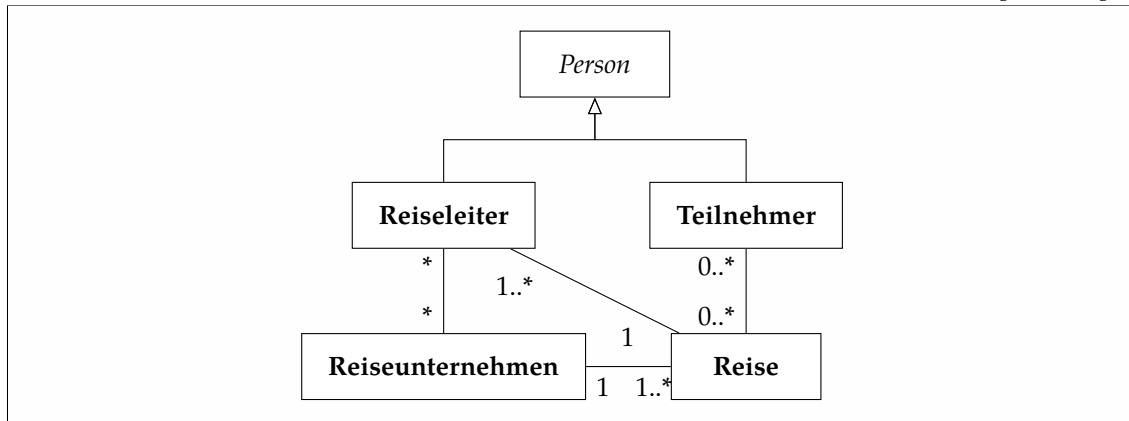 Person
Reiseleiter
Teilnehmer
*
1..*
0..*
*
1
0..*
Reiseunternehmen
1
1..*
Reise